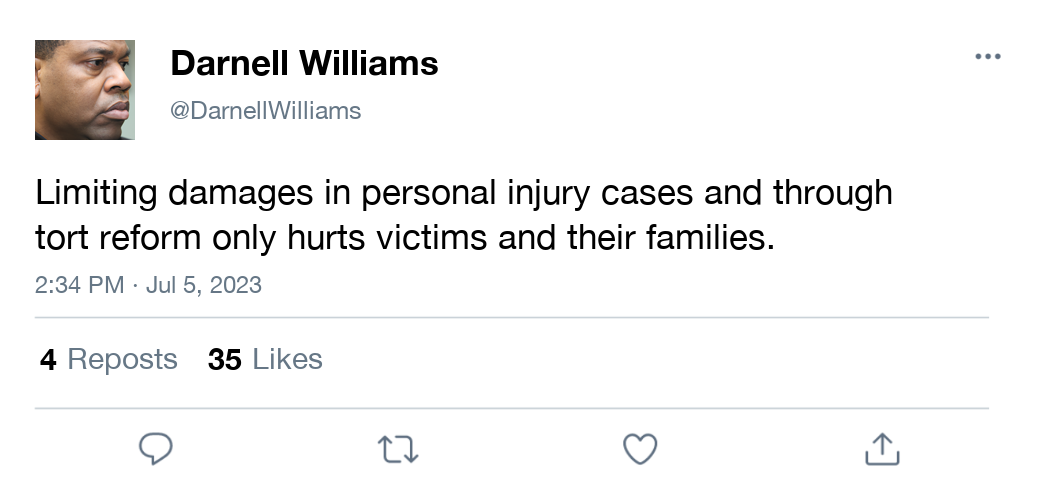 Darnell Williams
@DarnellWilliams
Limiting damages in personal injury cases and through
tort reform only hurts victims and their families.
2:34 PM · Jul 5, 2023
4 Reposts 35 Likes